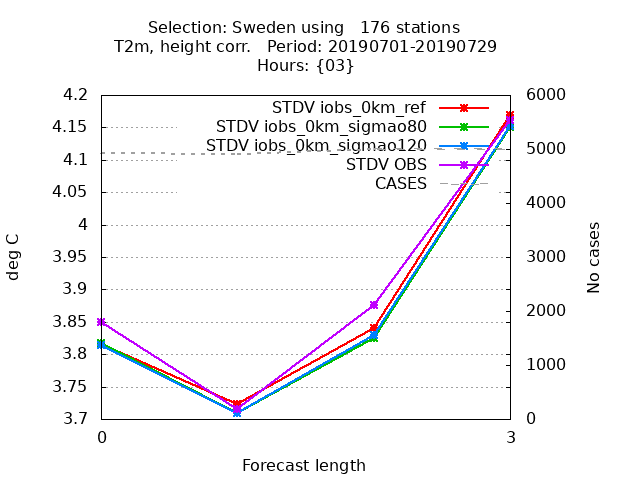 Selection: Sweden using   176 stations
T2m, height corr.   Period: 20190701-20190729
Hours: {03}
4.2
4.15
4.1
4.05
4
3.95
3.9
3.85
3.8
3.75
3.7
deg C
STDV iobs_0km_ref
STDV iobs_0km_sigmao80
STDV iobs_0km_sigmao120
STDV OBS
CASES
6000
5000
4000
3000
2000
1000
0
No cases
0
3
Forecast length